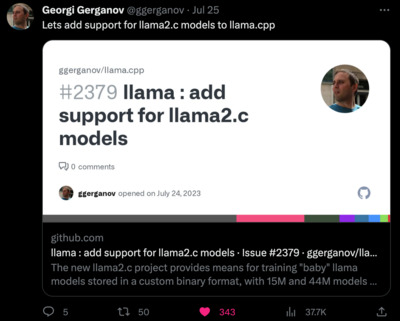 Georgi Gerganov @ggerganov · Jul 25
Lets add support for llama2.c models to llama.cpp
ggerganov/llama.cpp
#2379 llama : add
support for llama2.c
models
0 comments
ggerganov opened on July 24, 2023
github.com
llama : add support for llama2.c models · Issue #2379 · ggerganov/lla...
The new llama2.c project provides means for training "baby" llama
models stored in a custom binary format, with 15M and 44M models ...
5 50 343 37.7K